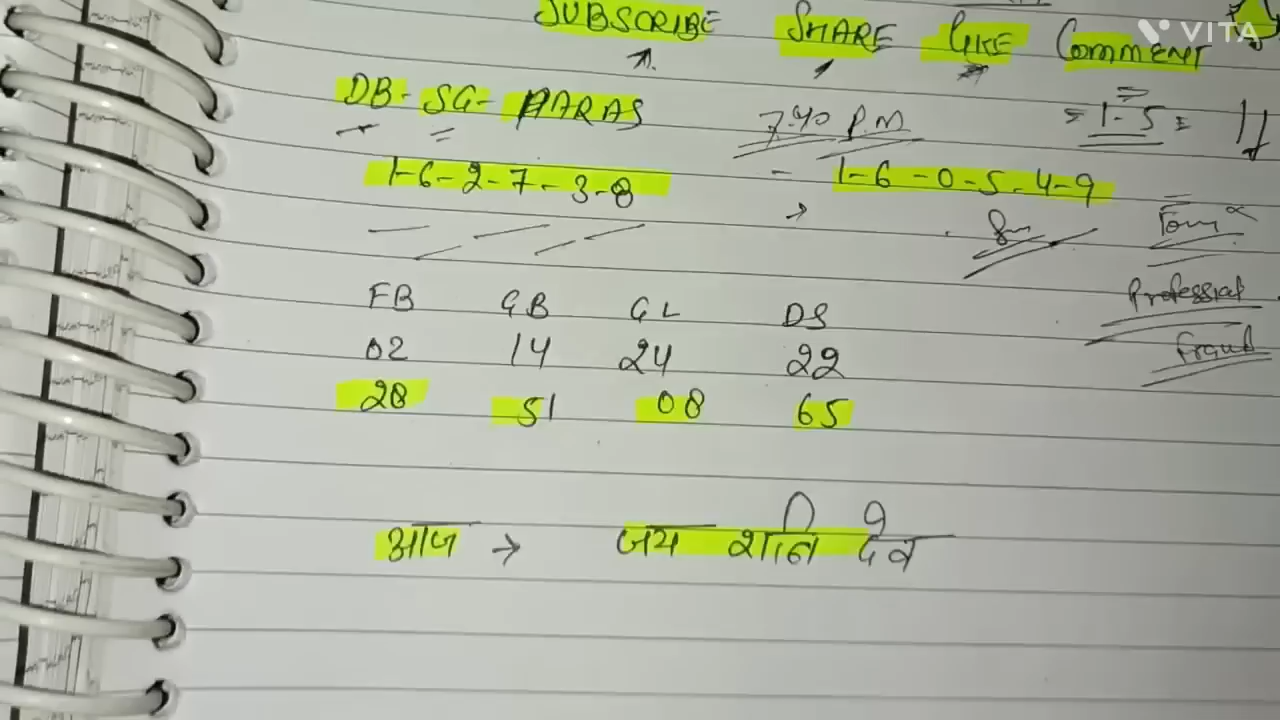 SUBSCRIBE SHARE LIKE COMMENT
VITA
DB- SG- PARAS 7.40 P.M = 1-5 =
1-6-2-7-3-8 - 1-6-0-5-4-9
→
FB GB GL DS
02 14 24 22
28 51 08 65
Fraud
आज → जय शनि देव